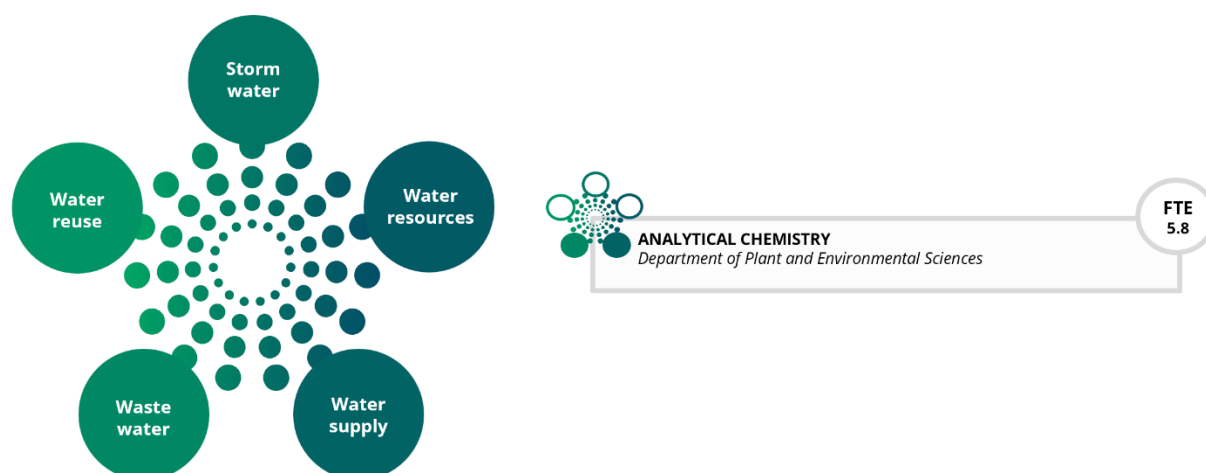 Storm
water
Water
reuse
Water
resources
Waste
water
Water
supply
ANALYTICAL CHEMISTRY
Department of Plant and Environmental Sciences
FTE
5.8